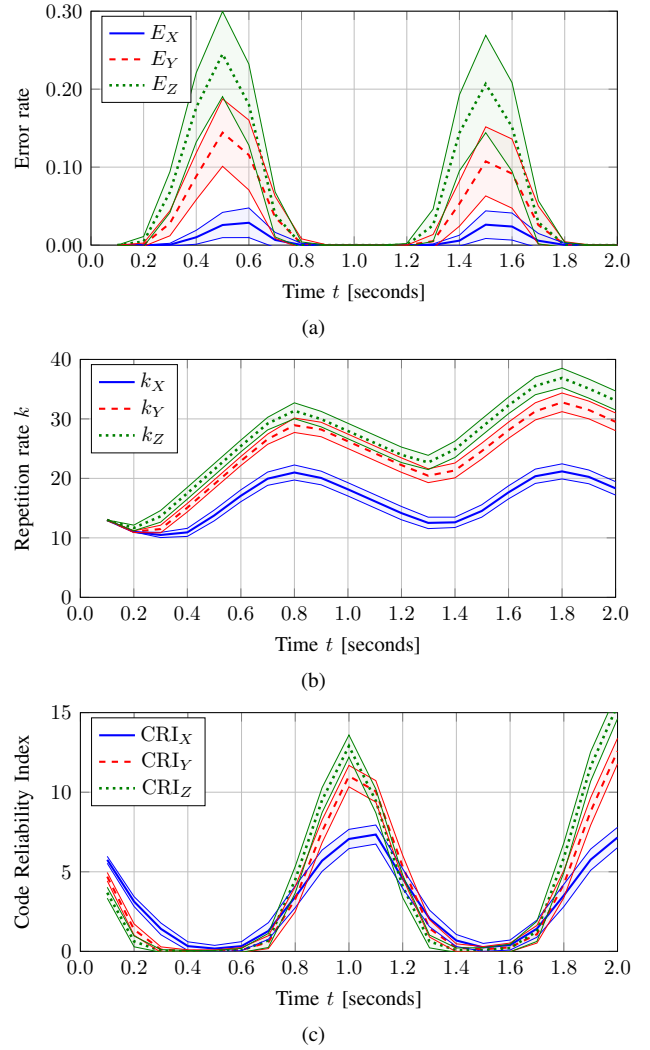 0.30
0.20
0.10
0.00
Error rate
E_X
E_Y
E_Z
0.0 0.2 0.4 0.6 0.8 1.0 1.2 1.4 1.6 1.8 2.0
Time t [seconds]
(a)
40
30
20
10
0
Repetition rate k
k_X
k_Y
k_Z
0.0 0.2 0.4 0.6 0.8 1.0 1.2 1.4 1.6 1.8 2.0
Time t [seconds]
(b)
15
10
5
0
Code Reliability Index
CRI_X
CRI_Y
CRI_Z
0.0 0.2 0.4 0.6 0.8 1.0 1.2 1.4 1.6 1.8 2.0
Time t [seconds]
(c)